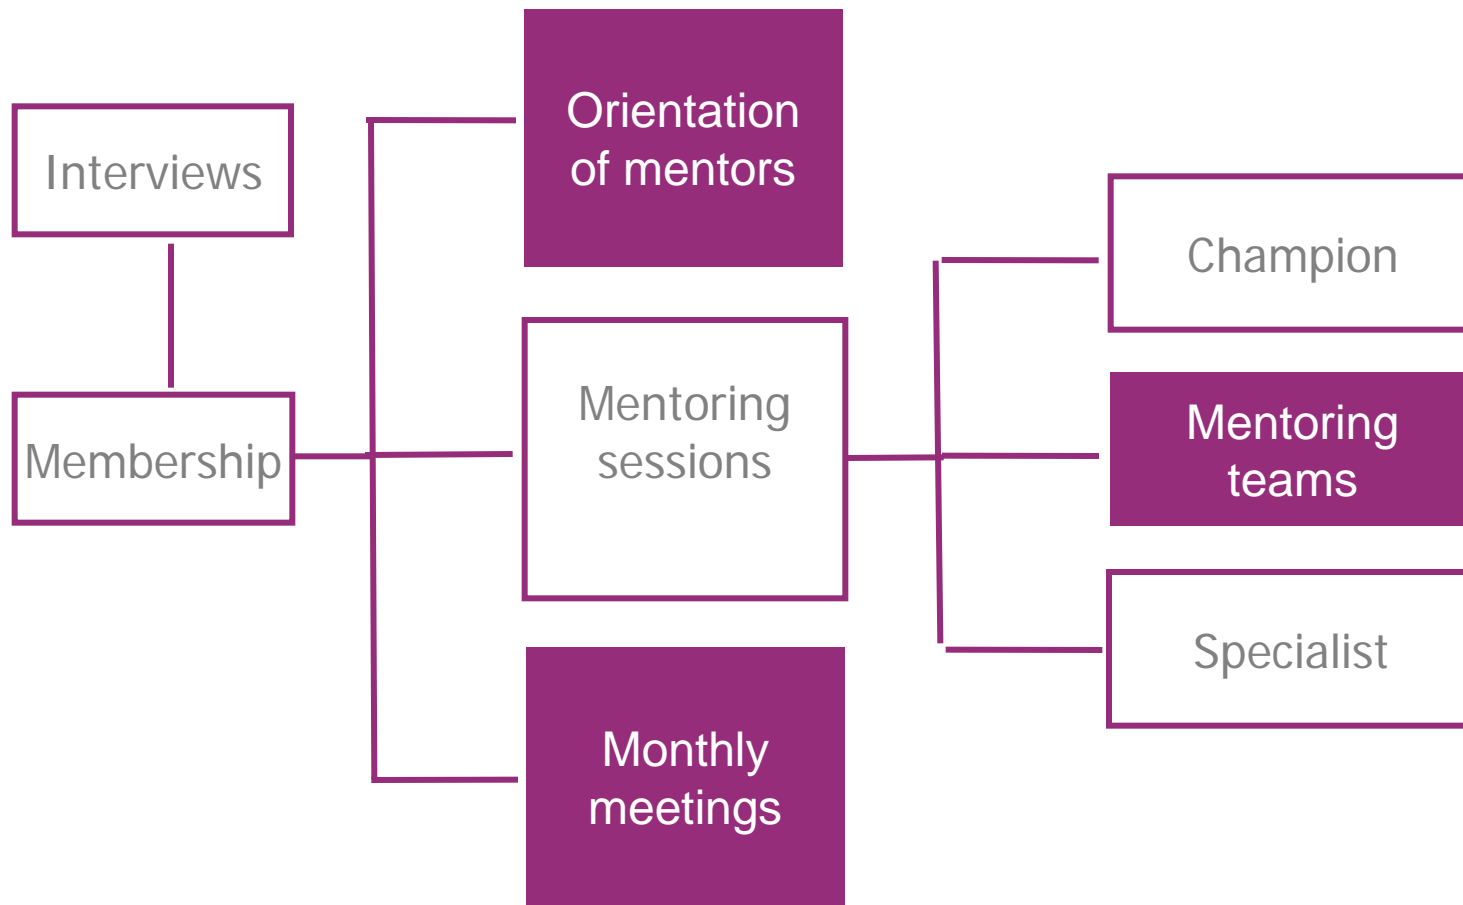 Interviews
Membership
Orientation
of mentors
Mentoring
sessions
Monthly
meetings
Champion
Mentoring
teams
Specialist